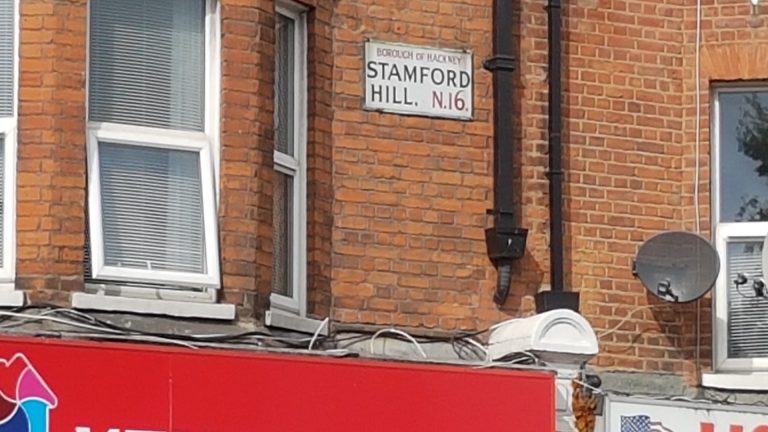 BOROUGH OF HACKNEY
STAMFORD
HILL. N.16.